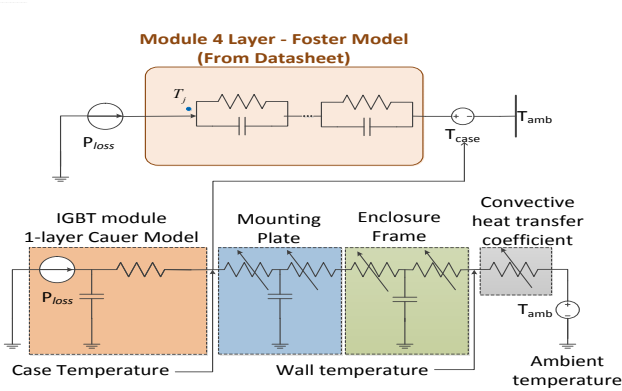 Module 4 Layer - Foster Model
(From Datasheet)
Tj
Ploss
Tcase
Tamb
IGBT module
1-layer Cauer Model
Mounting
Plate
Enclosure
Frame
Convective
heat transfer
coefficient
Ploss
Tamb
Case Temperature
Wall temperature
Ambient
temperature